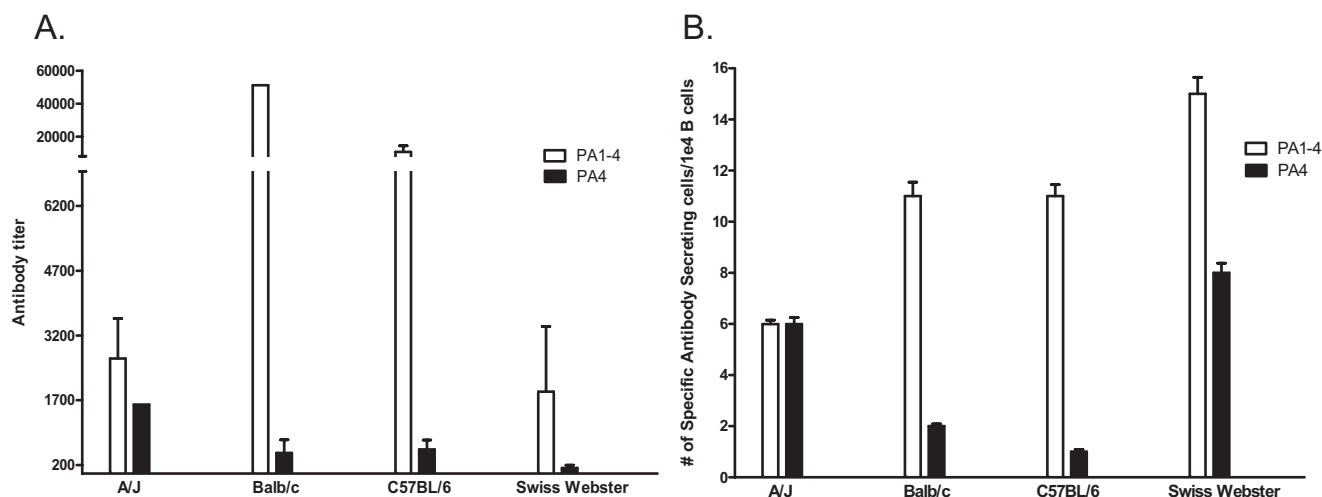 A.
Antibody titer
60000
40000
20000
6200
4700
3200
1700
200
PA1-4
PA4
A/J Balb/c C57BL/6 Swiss Webster
B.
# of Specific Antibody Secreting cells/1e4 B cells
16
14
12
10
8
6
4
2
0
PA1-4
PA4
A/J Balb/c C57BL/6 Swiss Webster